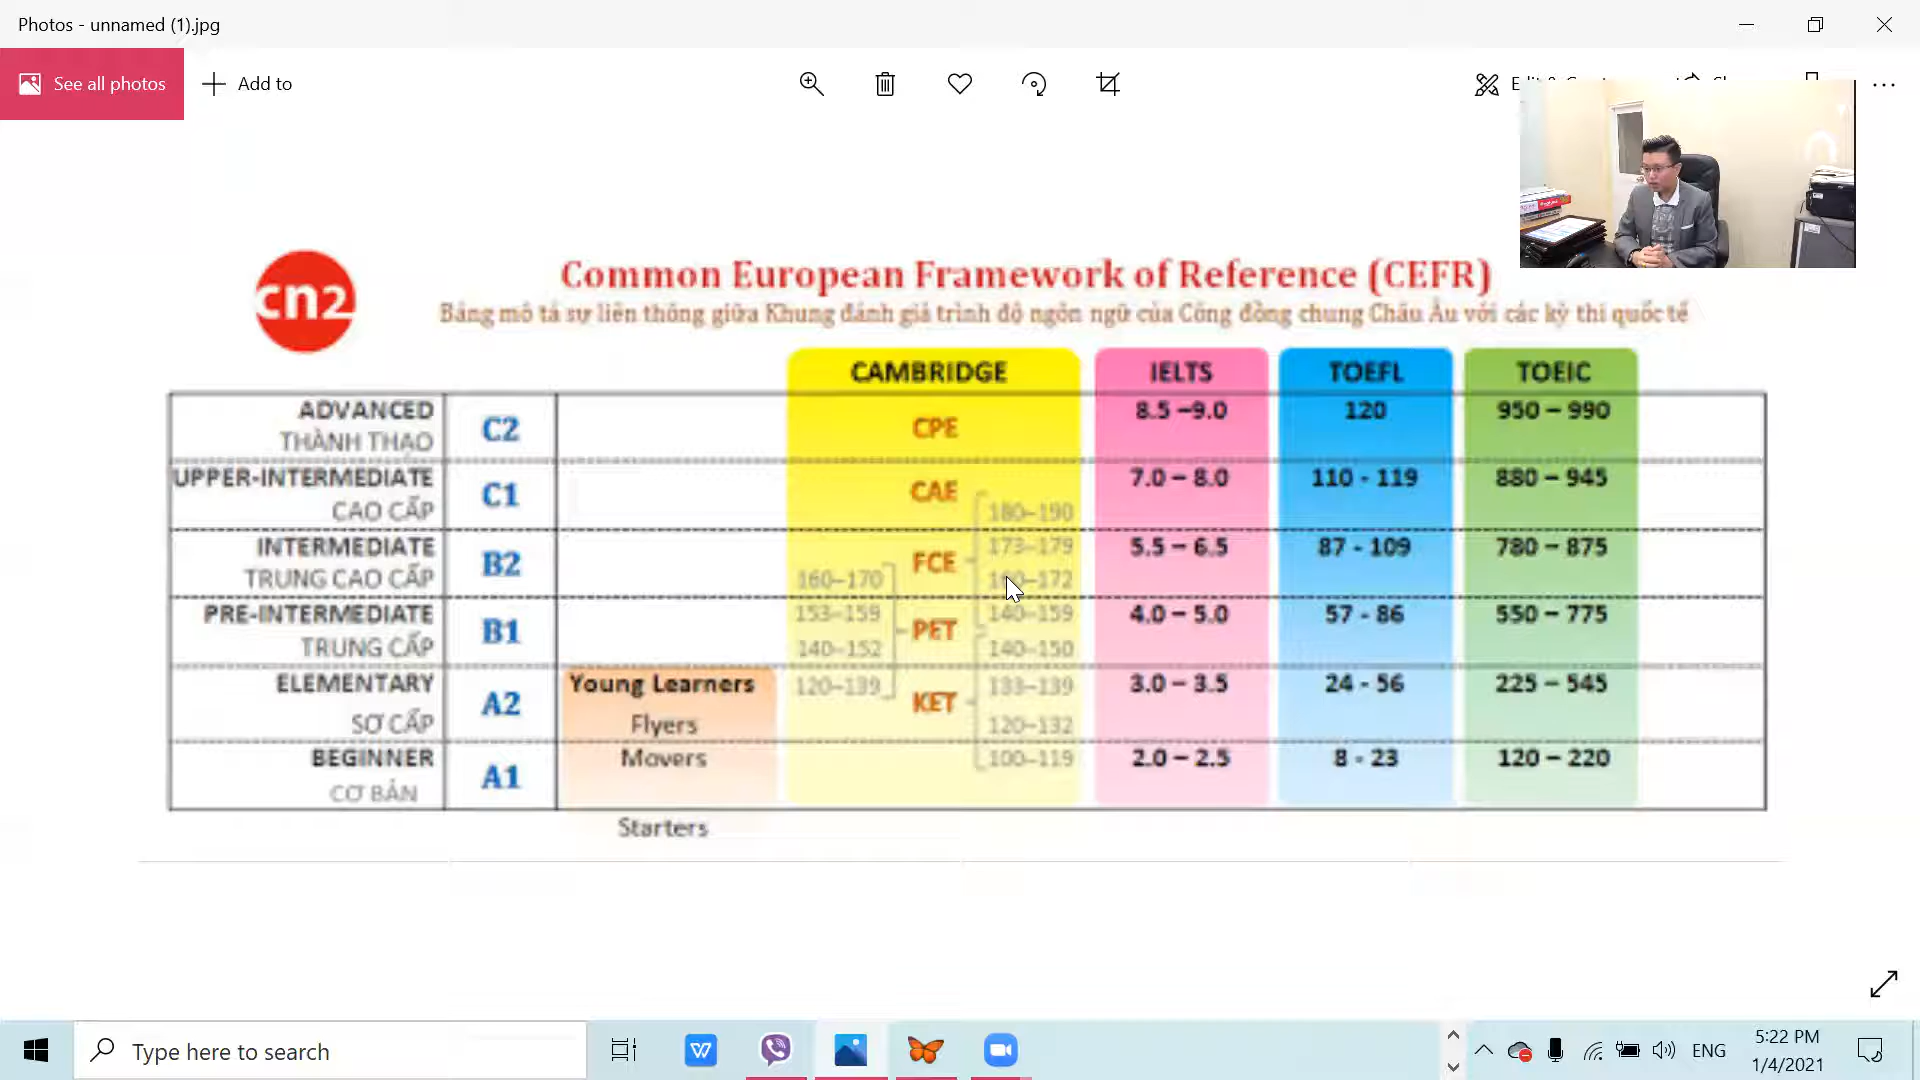 Photos - unnamed (1).jpg
See all photos
Add to
cn2
Common European Framework of Reference (CEFR)
Bảng mô tả sự liên thông giữa Khung đánh giá trình độ ngôn ngữ của Cộng đồng chung Châu Âu với các kỳ thi quốc tế
CAMBRIDGE IELTS TOEFL TOEIC
ADVANCED
THÀNH THẠO
C2 CPE 8.5 –9.0 120 950 – 990
UPPER-INTERMEDIATE
CAO CẤP
C1 CAE 7.0 – 8.0 110 - 119 880 – 945
180–190
INTERMEDIATE
TRUNG CAO CẤP
B2 FCE 173–179 5.5 – 6.5 87 - 109 780 – 875
160–170
PRE-INTERMEDIATE
TRUNG CẤP
B1 153–159 PET 140–159 4.0 – 5.0 57 - 86 550 – 775
140–152 140–150
ELEMENTARY
SƠ CẤP
A2 Young Learners 120–139 KET 133–139 3.0 – 3.5 24 - 56 225 – 545
Flyers 120–132
BEGINNER
CƠ BẢN
A1 Movers 100–119 2.0 – 2.5 8 - 23 120 – 220
Starters
Type here to search
ENG
5:22 PM
1/4/2021